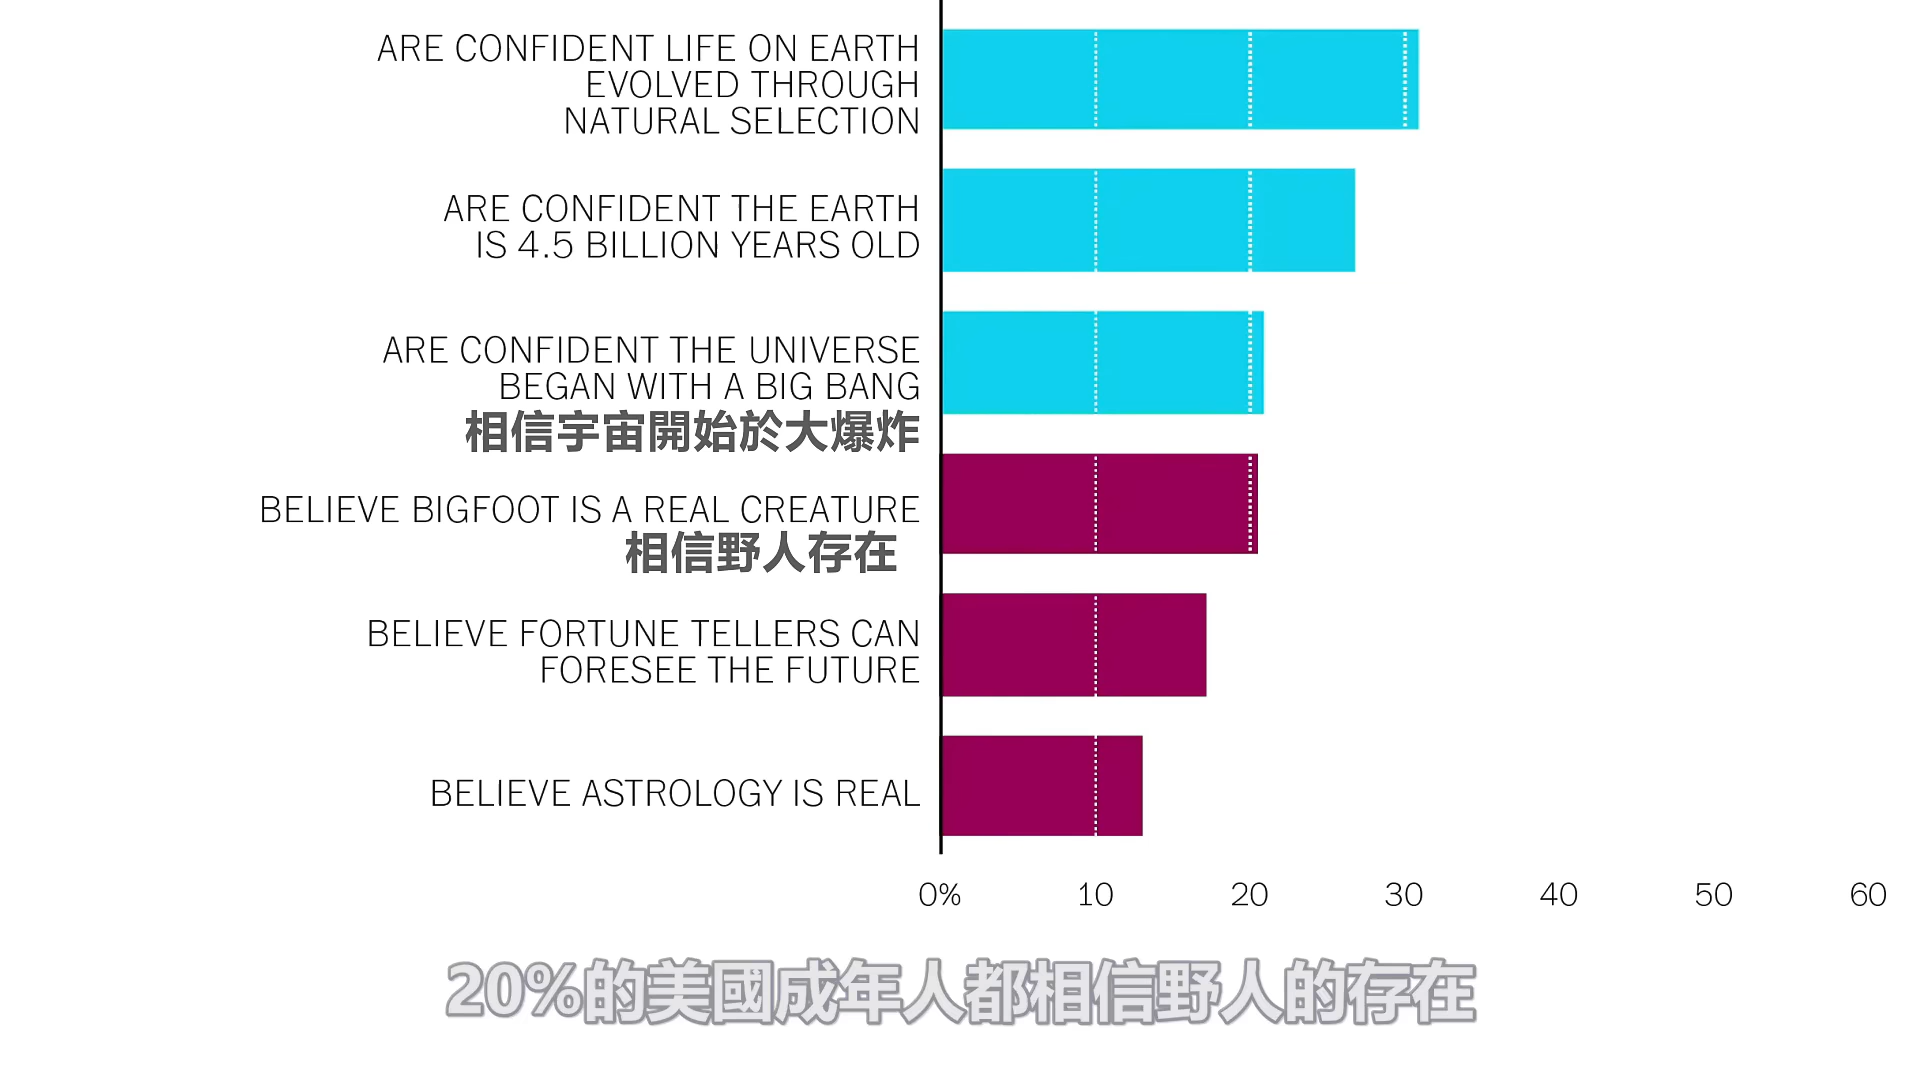 ARE CONFIDENT LIFE ON EARTH
EVOLVED THROUGH
NATURAL SELECTION
ARE CONFIDENT THE EARTH
IS 4.5 BILLION YEARS OLD
ARE CONFIDENT THE UNIVERSE
BEGAN WITH A BIG BANG
相信宇宙開始於大爆炸
BELIEVE BIGFOOT IS A REAL CREATURE
相信野人存在
BELIEVE FORTUNE TELLERS CAN
FORESEE THE FUTURE
BELIEVE ASTROLOGY IS REAL
0% 10 20 30 40 50 60
20%的美國成年人都相信野人的存在